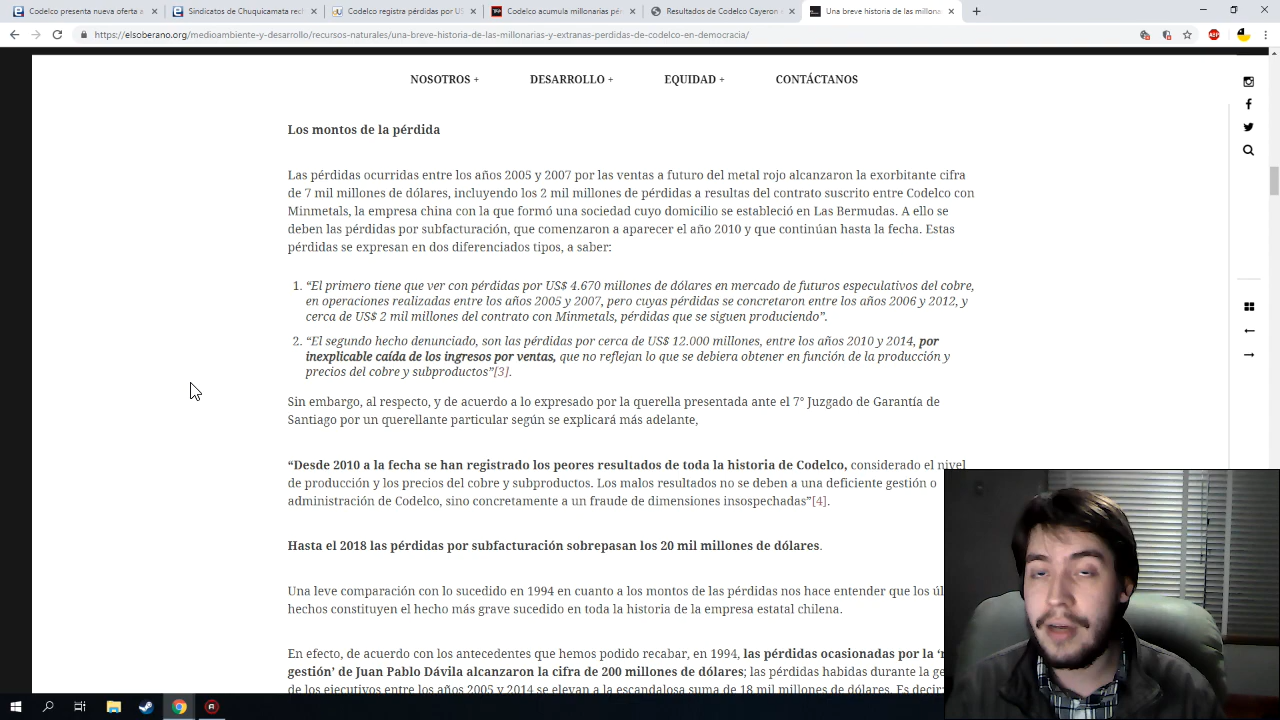 Codelco presenta nueva oferta a
Sindicatos de Chuquicamata rech
Codelco registra pérdidas por US$
Codelco acumula millonarias pér
Resultados de Codelco Cayeron
Una breve historia de las millona
https://elsoberano.org/medioambiente-y-desarrollo/recursos-naturales/una-breve-historia-de-las-millonarias-y-extranas-perdidas-de-codelco-en-democracia/
NOSOTROS + DESARROLLO + EQUIDAD + CONTÁCTANOS
Los montos de la pérdida
Las pérdidas ocurridas entre los años 2005 y 2007 por las ventas a futuro del metal rojo alcanzaron la exorbitante cifra
de 7 mil millones de dólares, incluyendo los 2 mil millones de pérdidas a resultas del contrato suscrito entre Codelco con
Minmetals, la empresa china con la que formó una sociedad cuyo domicilio se estableció en Las Bermudas. A ello se
deben las pérdidas por subfacturación, que comenzaron a aparecer el año 2010 y que continúan hasta la fecha. Estas
pérdidas se expresan en dos diferenciados tipos, a saber:
1. “El primero tiene que ver con pérdidas por US$ 4.670 millones de dólares en mercado de futuros especulativos del cobre,
en operaciones realizadas entre los años 2005 y 2007, pero cuyas pérdidas se concretaron entre los años 2006 y 2012, y
cerca de US$ 2 mil millones del contrato con Minmetals, pérdidas que se siguen produciendo”.
2. “El segundo hecho denunciado, son las pérdidas por cerca de US$ 12.000 millones, entre los años 2010 y 2014, por
inexplicable caída de los ingresos por ventas, que no reflejan lo que se debiera obtener en función de la producción y
precios del cobre y subproductos”[3].
Sin embargo, al respecto, y de acuerdo a lo expresado por la querella presentada ante el 7° Juzgado de Garantía de
Santiago por un querellante particular según se explicará más adelante,
“Desde 2010 a la fecha se han registrado los peores resultados de toda la historia de Codelco, considerado el nivel
de producción y los precios del cobre y subproductos. Los malos resultados no se deben a una deficiente gestión o
administración de Codelco, sino concretamente a un fraude de dimensiones insospechadas”[4].
Hasta el 2018 las pérdidas por subfacturación sobrepasan los 20 mil millones de dólares.
Una leve comparación con lo sucedido en 1994 en cuanto a los montos de las pérdidas nos hace entender que los
hechos constituyen el hecho más grave sucedido en toda la historia de la empresa estatal chilena.
En efecto, de acuerdo con los antecedentes que hemos podido recabar, en 1994, las pérdidas ocasionadas por la
gestión’ de Juan Pablo Dávila alcanzaron la cifra de 200 millones de dólares; las pérdidas habidas durante la
de los ejecutivos entre los años 2005 y 2014 se elevan a la escandalosa suma de 18 mil millones de dólares. Es decir: